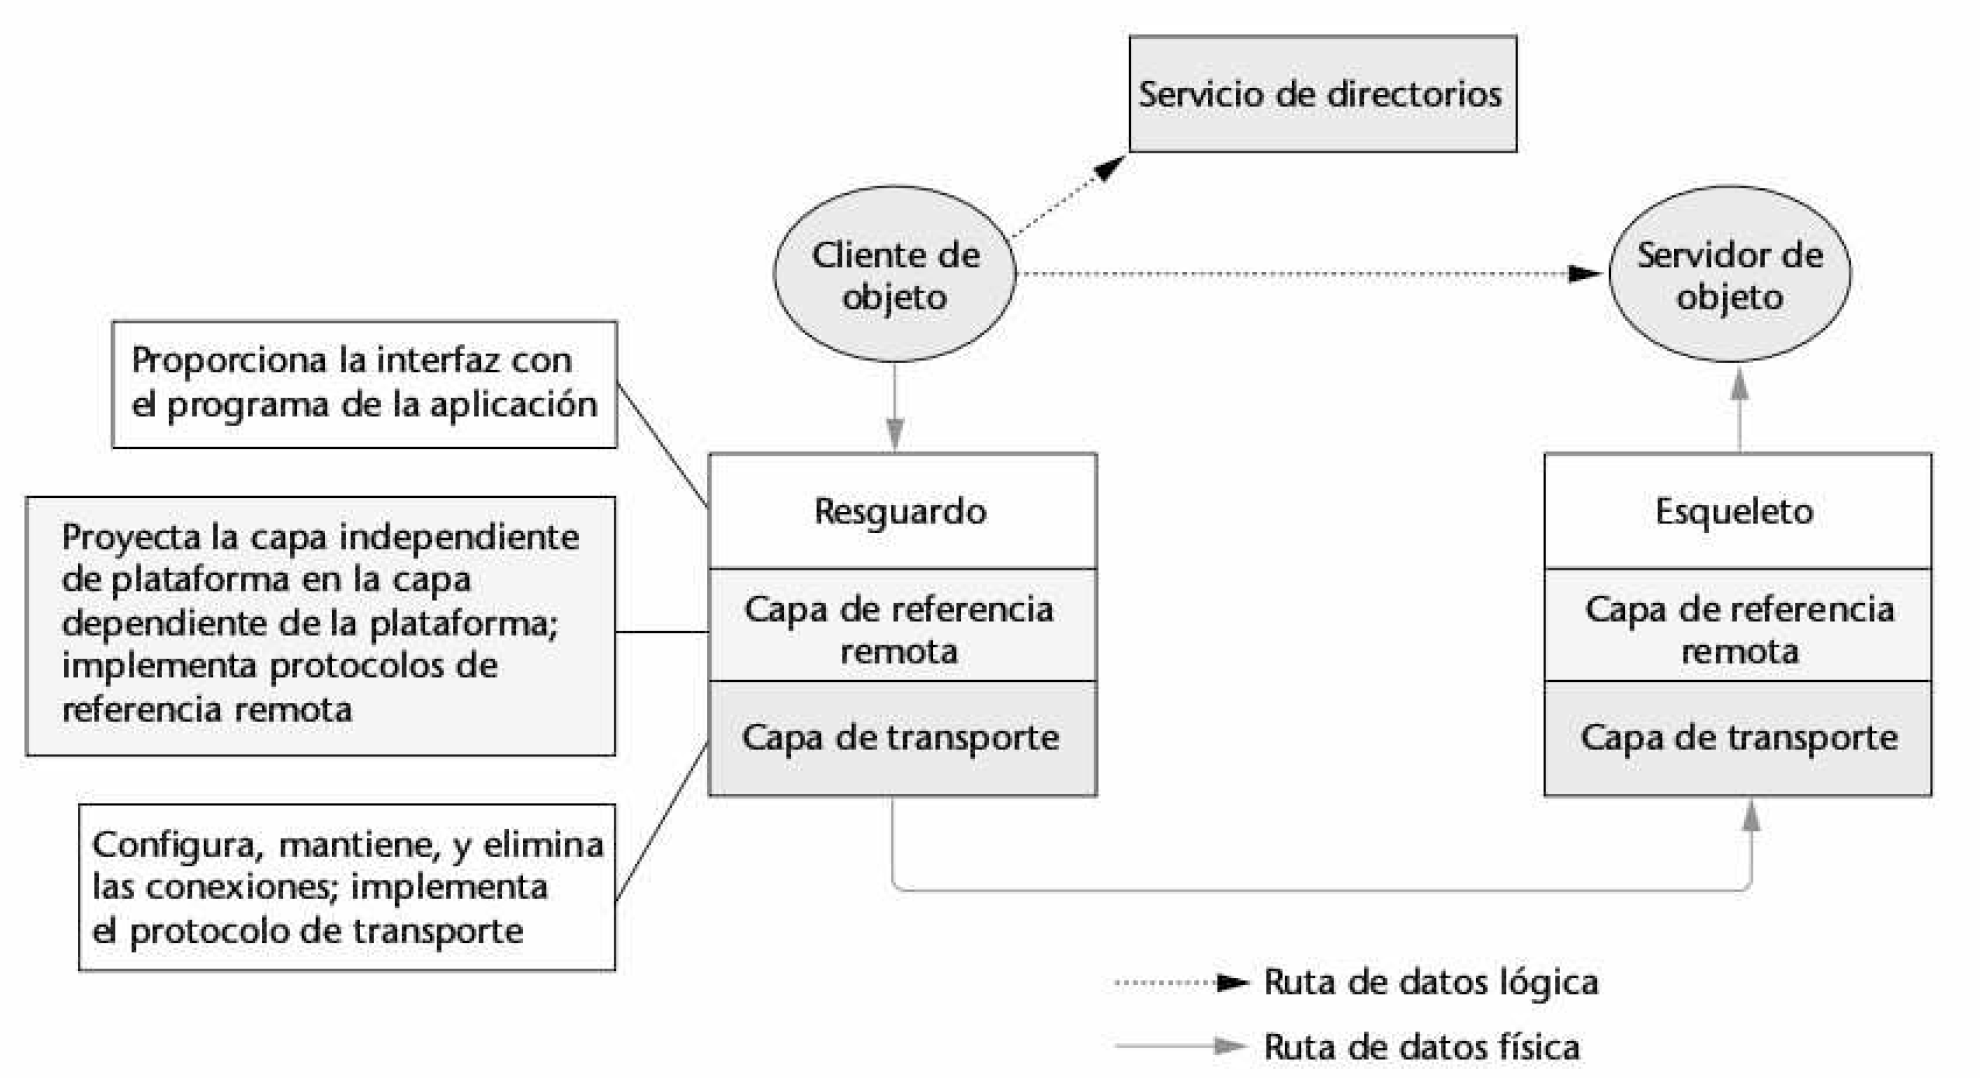 Servicio de directorios
Cliente de
objeto
Servidor de
objeto
Proporciona la interfaz con
el programa de la aplicación
Proyecta la capa independiente
de plataforma en la capa
dependiente de la plataforma;
implementa protocolos de
referencia remota
Configura, mantiene, y elimina
las conexiones; implementa
el protocolo de transporte
Resguardo
Capa de referencia
remota
Capa de transporte
Esqueleto
Capa de referencia
remota
Capa de transporte
Ruta de datos lógica
Ruta de datos física